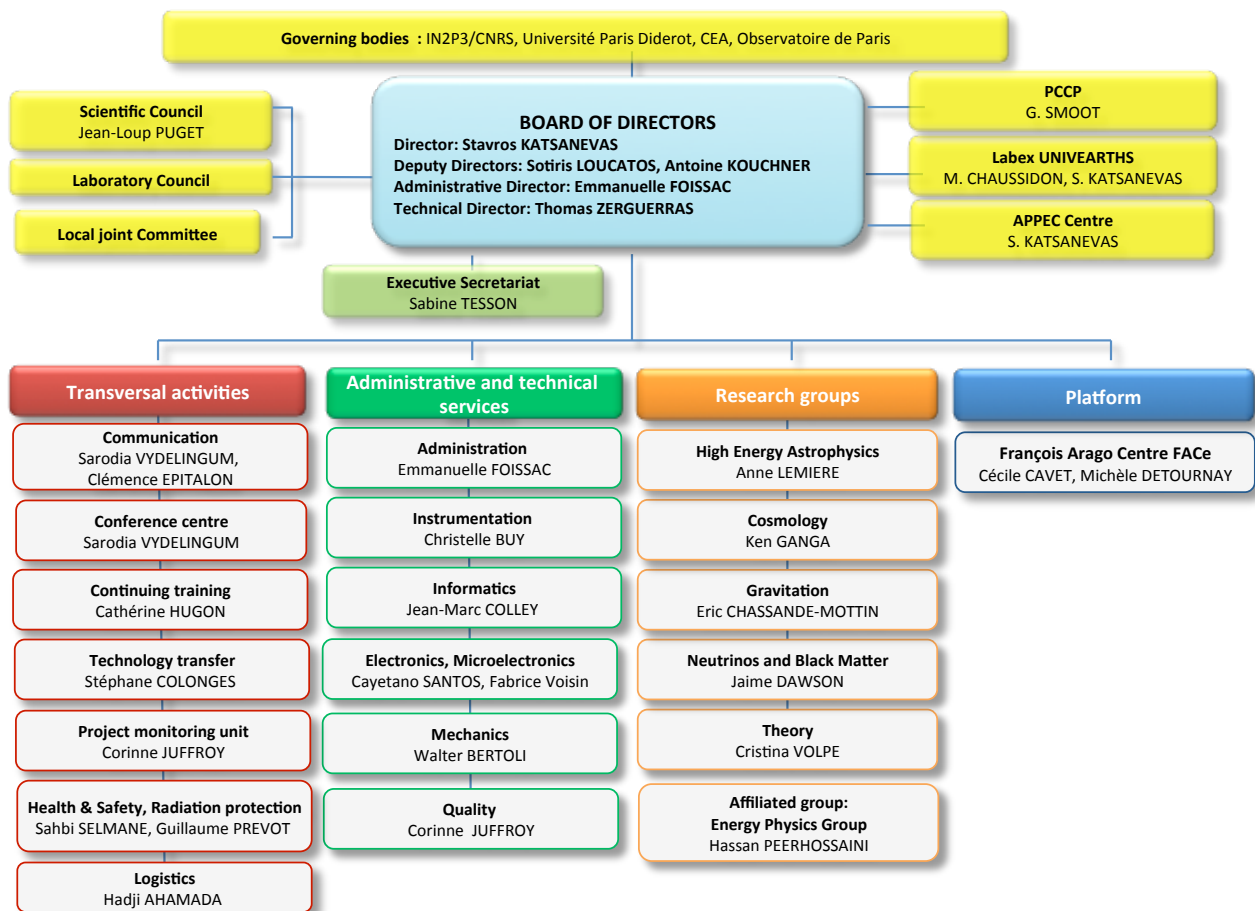 Governing bodies : IN2P3/CNRS, Université Paris Diderot, CEA, Observatoire de Paris
Scientific Council
Jean-Loup PUGET
Laboratory Council
Local joint Committee
BOARD OF DIRECTORS
Director: Stavros KATSANEVAS
Deputy Directors: Sotiris LOUCATOS, Antoine KOUCHNER
Administrative Director: Emmanuelle FOISSAC
Technical Director: Thomas ZERGUERRAS
PCCP
G. SMOOT
Labex UNIVEARTHS
M. CHAUSSIDON, S. KATSANEVAS
APPEC Centre
S. KATSANEVAS
Executive Secretariat
Sabine TESSON
Transversal activities
Communication
Sarodia VYDELINGUM,
Clémence EPITALON
Conference centre
Sarodia VYDELINGUM
Continuing training
Cathérine HUGON
Technology transfer
Stéphane COLONGES
Project monitoring unit
Corinne JUFFROY
Health & Safety, Radiation protection
Sahbi SELMANE, Guillaume PREVOT
Logistics
Hadji AHAMADA
Administrative and technical
services
Administration
Emmanuelle FOISSAC
Instrumentation
Christelle BUY
Informatics
Jean-Marc COLLEY
Electronics, Microelectronics
Cayetano SANTOS, Fabrice Voisin
Mechanics
Walter BERTOLI
Quality
Corinne JUFFROY
Research groups
High Energy Astrophysics
Anne LEMIERE
Cosmology
Ken GANGA
Gravitation
Eric CHASSANDE-MOTTIN
Neutrinos and Black Matter
Jaime DAWSON
Theory
Cristina VOLPE
Affiliated group:
Energy Physics Group
Hassan PEERHOSSAINI
Platform
François Arago Centre FACe
Cécile CAVET, Michèle DETOURNAY